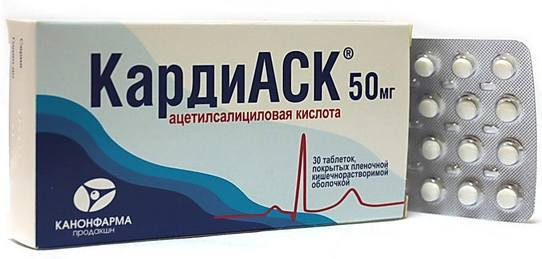 КардиАСК® 50мг
ацетилсалициловая кислота
30 таблеток,
покрытых пленочной
кишечнорастворимой
оболочкой
КАНОНФАРМА
продакшн